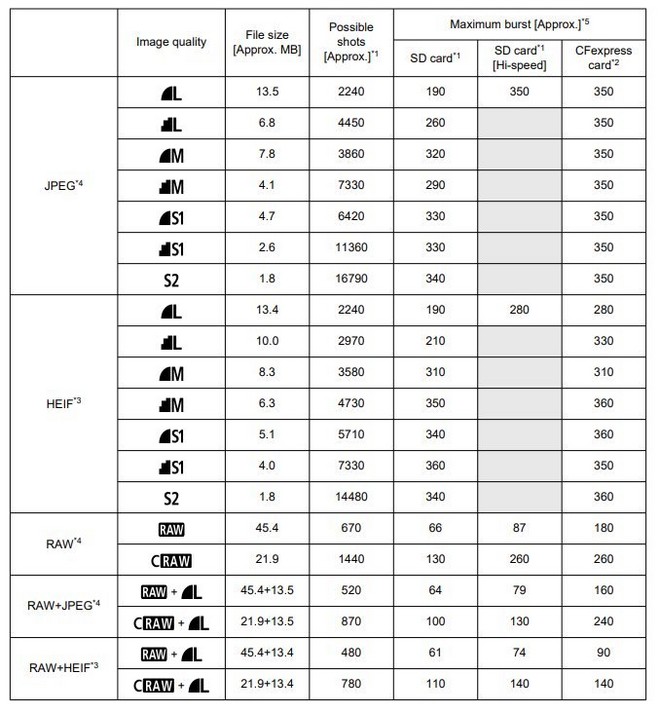 Image quality File size [Approx. MB] Possible shots [Approx.]*1 Maximum burst [Approx.]*5
SD card*1 SD card*1 [Hi-speed] CFexpress card*2
JPEG*4
L 13.5 2240 190 350 350
L 6.8 4450 260 350
M 7.8 3860 320 350
M 4.1 7330 290 350
S1 4.7 6420 330 350
S1 2.6 11360 330 350
S2 1.8 16790 340 350
HEIF*3
L 13.4 2240 190 280 280
L 10.0 2970 210 330
M 8.3 3580 310 310
M 6.3 4730 350 360
S1 5.1 5710 340 360
S1 4.0 7330 360 350
S2 1.8 14480 340 360
RAW*4
RAW 45.4 670 66 87 180
CRAW 21.9 1440 130 260 260
RAW+JPEG*4
RAW + L 45.4+13.5 520 64 79 160
CRAW + L 21.9+13.5 870 100 130 240
RAW+HEIF*3
RAW + L 45.4+13.4 480 61 74 90
CRAW + L 21.9+13.4 780 110 140 140